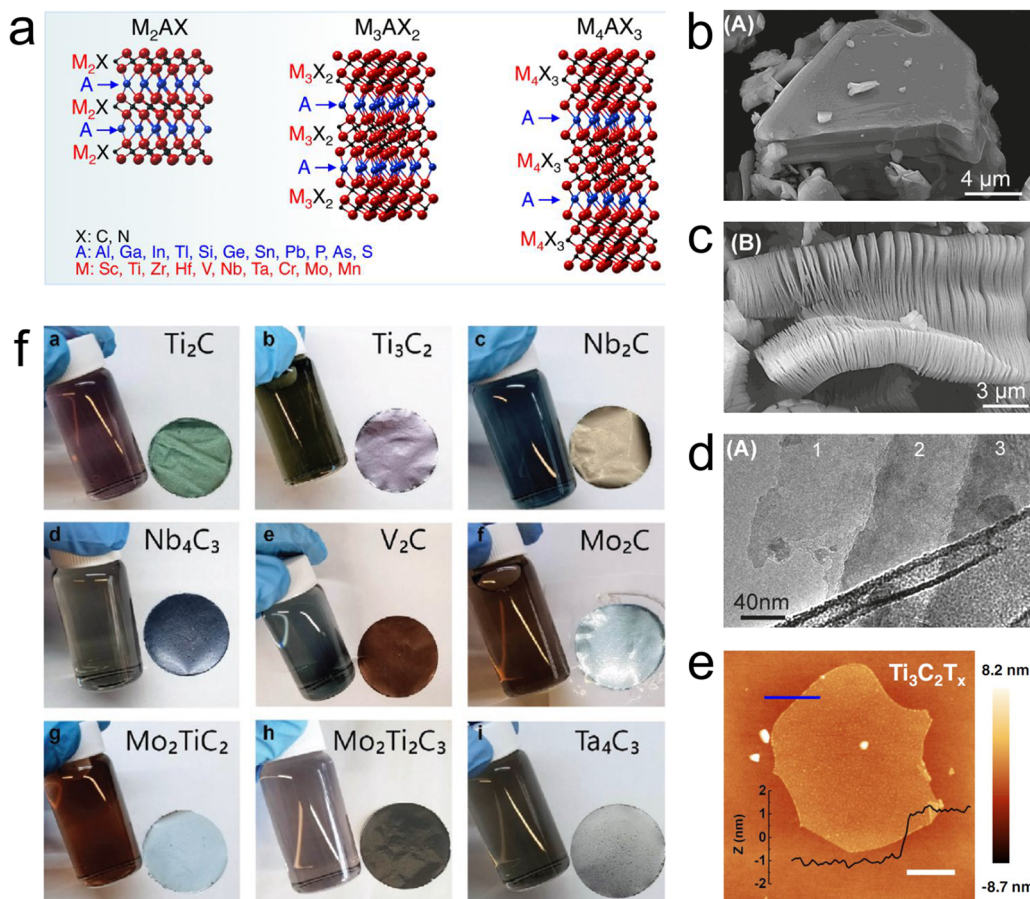 a
M₂AX
M₃AX₂
M₄AX₃
M₂X
A
M₂X
A
M₂X
M₃X₂
A
M₃X₂
A
M₃X₂
M₄X₃
A
M₄X₃
A
M₄X₃
X: C, N
A: Al, Ga, In, Tl, Si, Ge, Sn, Pb, P, As, S
M: Sc, Ti, Zr, Hf, V, Nb, Ta, Cr, Mo, Mn
b
(A)
4 μm
c
(B)
3 μm
d
(A)
1
2
3
40nm
e
Ti₃C₂Tₓ
8.2 nm
-8.7 nm
Z (nm)
2
1
0
-1
-2
f
a
Ti₂C
b
Ti₃C₂
c
Nb₂C
d
Nb₄C₃
e
V₂C
f
Mo₂C
g
Mo₂TiC₂
h
Mo₂Ti₂C₃
i
Ta₄C₃